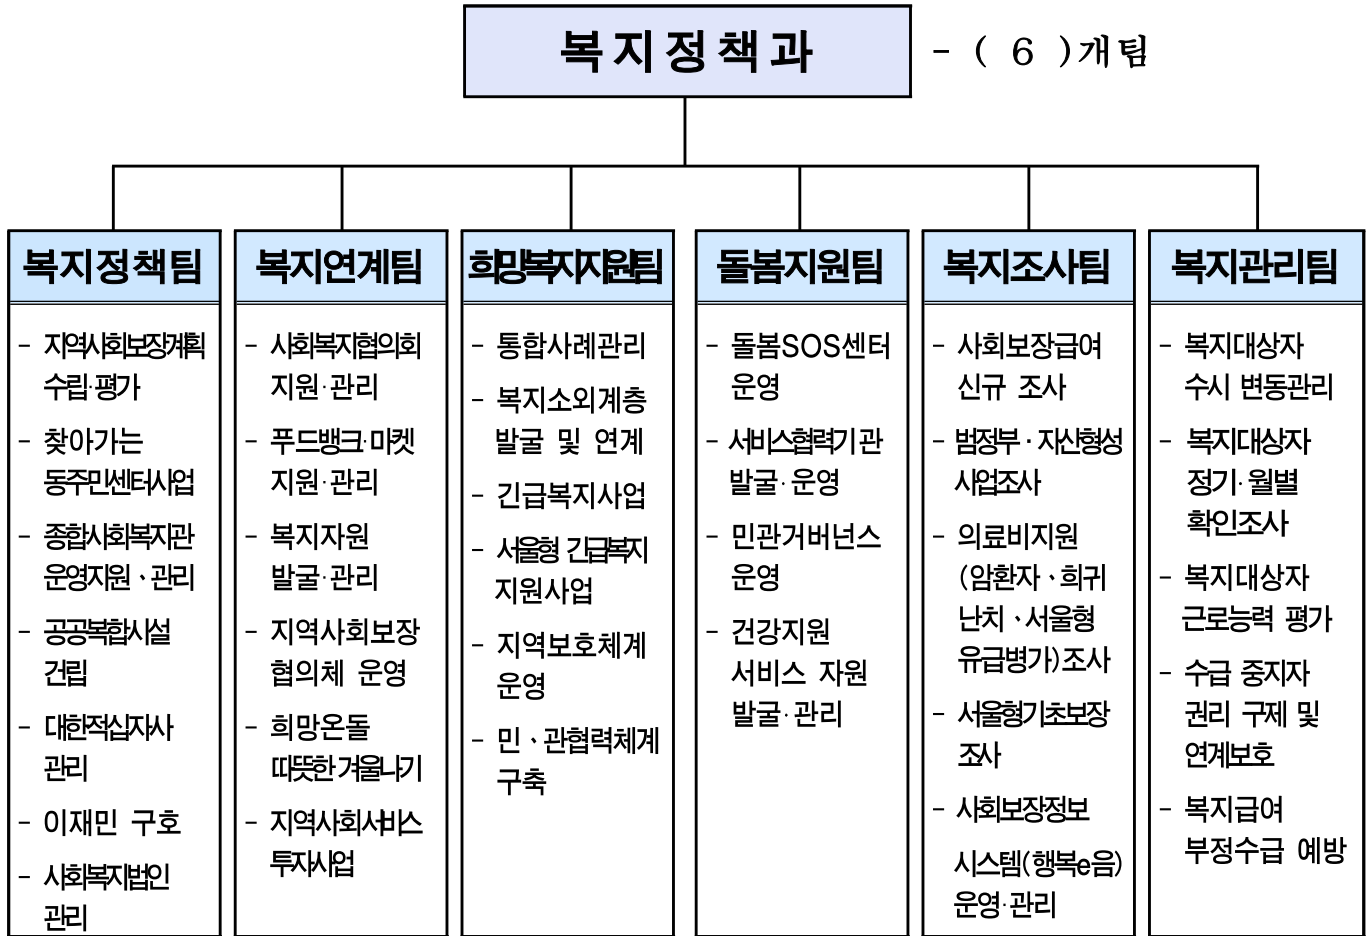 복지정책과 - ( 6 )개팀
복지정책팀
- 지역사회보장계획
수립·평가
- 찾아가는
동주민센터사업
- 종합사회복지관
운영지원、관리
- 공공복합시설
건립
- 대한적십자사
관리
- 이재민 구호
- 사회복지법인
관리
복지연계팀
- 사회복지협의회
지원·관리
- 푸드뱅크·마켓
지원·관리
- 복지자원
발굴·관리
- 지역사회보장
협의체 운영
- 희망온돌
따뜻한 겨울나기
- 지역사회서비스
투자사업
희망복지지원팀
- 통합사례관리
- 복지소외계층
발굴 및 연계
- 긴급복지사업
- 서울형 긴급복지
지원사업
- 지역보호체계
운영
- 민、관협력체계
구축
돌봄지원팀
- 돌봄SOS센터
운영
- 서비스협력기관
발굴·운영
- 민관거버넌스
운영
- 건강지원
서비스 자원
발굴·관리
복지조사팀
- 사회보장급여
신규 조사
- 범정부·자산형성
사업조사
- 의료비지원
(암환자、희귀
난치、서울형
유급병가)조사
- 서울형기초보장
조사
- 사회보장정보
시스템(행복e음)
운영·관리
복지관리팀
- 복지대상자
수시 변동관리
- 복지대상자
정기·월별
확인조사
- 복지대상자
근로능력 평가
- 수급 중지자
권리 구제 및
연계보호
- 복지급여
부정수급 예방